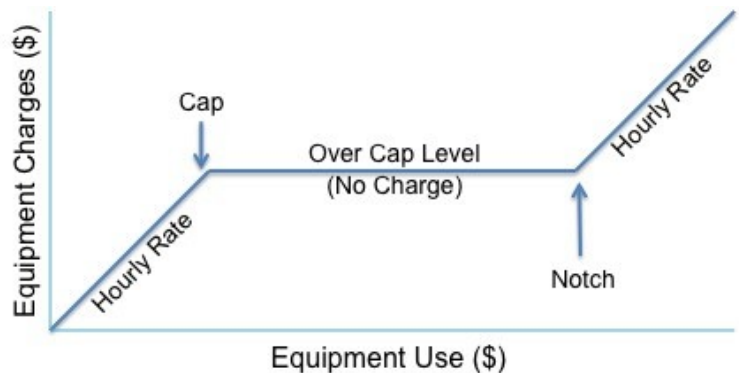 Equipment Charges ($)
Cap
Hourly Rate
Over Cap Level
(No Charge)
Hourly Rate
Notch
Equipment Use ($)